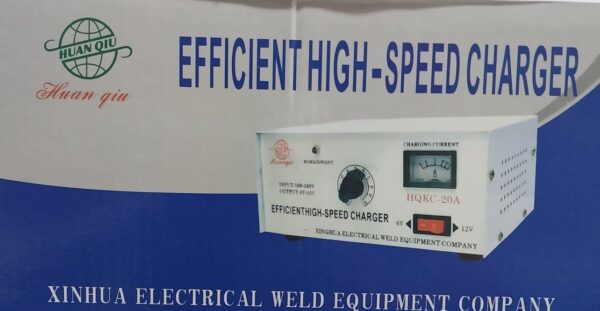 HUAN QIU
Huan qiu
EFFICIENT HIGH-SPEED CHARGER
CHARGING CURRENT
WORKINPOINT
A
HQKC-20A
EFFICIENTHIGH-SPEED CHARGER
6V
12V
XINGHUA ELECTRICAL WELD EQUIPMENT COMPANY
XINHUA ELECTRICAL WELD EQUIPMENT COMPANY